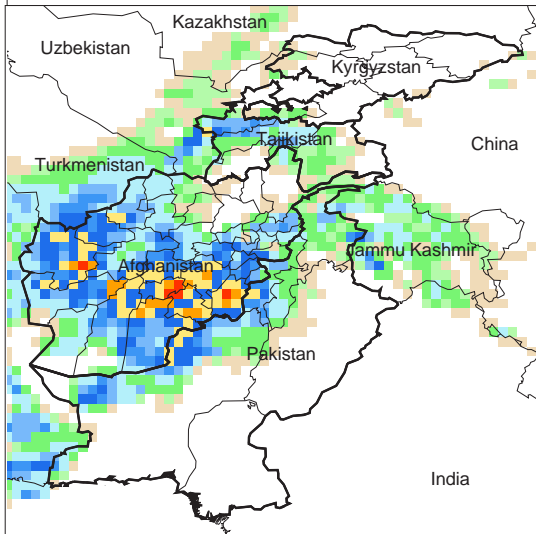 Kazakhstan
Uzbekistan
Kyrgyzstan
Tajikistan
China
Turkmenistan
Jammu Kashmir
Afghanistan
Pakistan
India